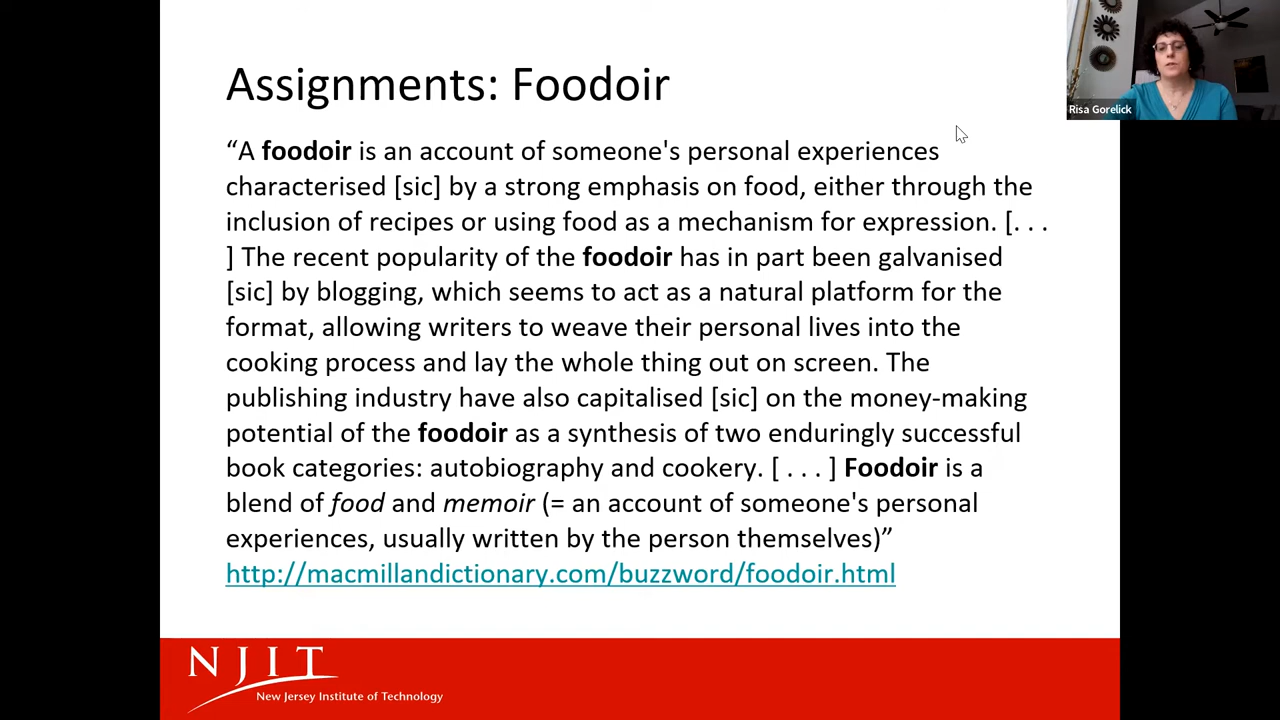 Assignments: Foodoir
Risa Gorelick
“A foodoir is an account of someone's personal experiences
characterised [sic] by a strong emphasis on food, either through the
inclusion of recipes or using food as a mechanism for expression. [. . .
] The recent popularity of the foodoir has in part been galvanised
[sic] by blogging, which seems to act as a natural platform for the
format, allowing writers to weave their personal lives into the
cooking process and lay the whole thing out on screen. The
publishing industry have also capitalised [sic] on the money-making
potential of the foodoir as a synthesis of two enduringly successful
book categories: autobiography and cookery. [ . . . ] Foodoir is a
blend of food and memoir (= an account of someone's personal
experiences, usually written by the person themselves)”
http://macmillandictionary.com/buzzword/foodoir.html
NJIT
New Jersey Institute of Technology